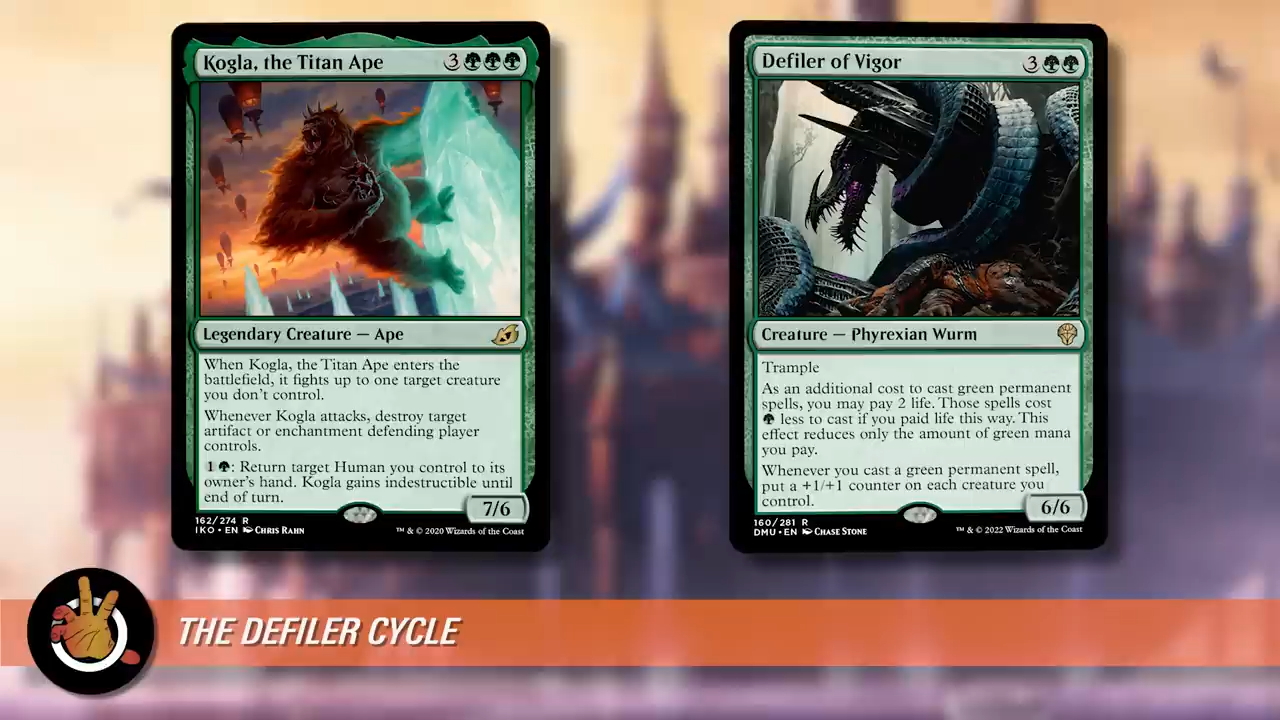 Kogla, the Titan Ape 3
Legendary Creature — Ape
When Kogla, the Titan Ape enters the
battlefield, it fights up to one target creature
you don't control.
Whenever Kogla attacks, destroy target
artifact or enchantment defending player
controls.
1 : Return target Human you control to its
owner's hand. Kogla gains indestructible until
end of turn.
7/6
162/274 R
IKO • EN Chris Rahn
™ & © 2020 Wizards of the Coast
Defiler of Vigor 3
Creature — Phyrexian Wurm
Trample
As an additional cost to cast green permanent
spells, you may pay 2 life. Those spells cost
less to cast if you paid life this way. This
effect reduces only the amount of green mana
you pay.
Whenever you cast a green permanent spell,
put a +1/+1 counter on each creature you
control.
6/6
160/281 R
DMU • EN Chase Stone
™ & © 2022 Wizards of the Coast
THE DEFILER CYCLE